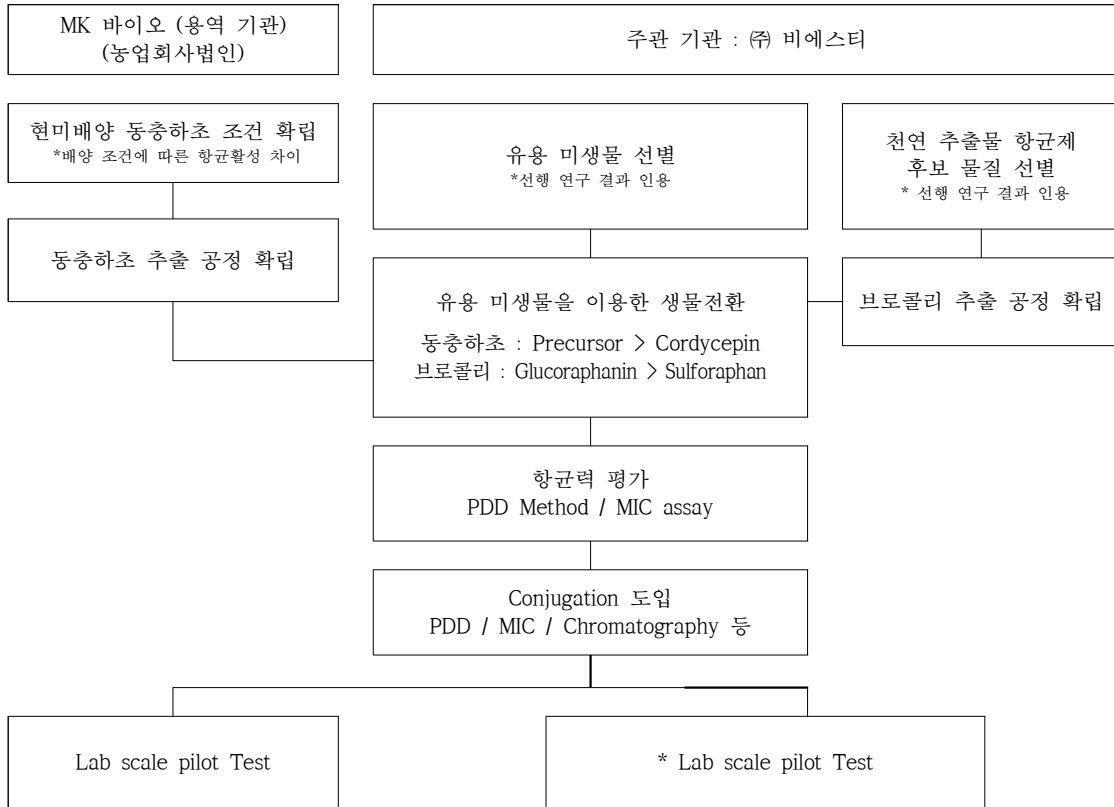 MK 바이오 (용역 기관)
(농업회사법인)
주관 기관 : ㈜ 비에스티
현미배양 동충하초 조건 확립
*배양 조건에 따른 항균활성 차이
유용 미생물 선별
*선행 연구 결과 인용
천연 추출물 항균제
후보 물질 선별
* 선행 연구 결과 인용
동충하초 추출 공정 확립
유용 미생물을 이용한 생물전환
동충하초 : Precursor > Cordycepin
브로콜리 : Glucoraphanin > Sulforaphan
브로콜리 추출 공정 확립
항균력 평가
PDD Method / MIC assay
Conjugation 도입
PDD / MIC / Chromatography 등
Lab scale pilot Test
* Lab scale pilot Test